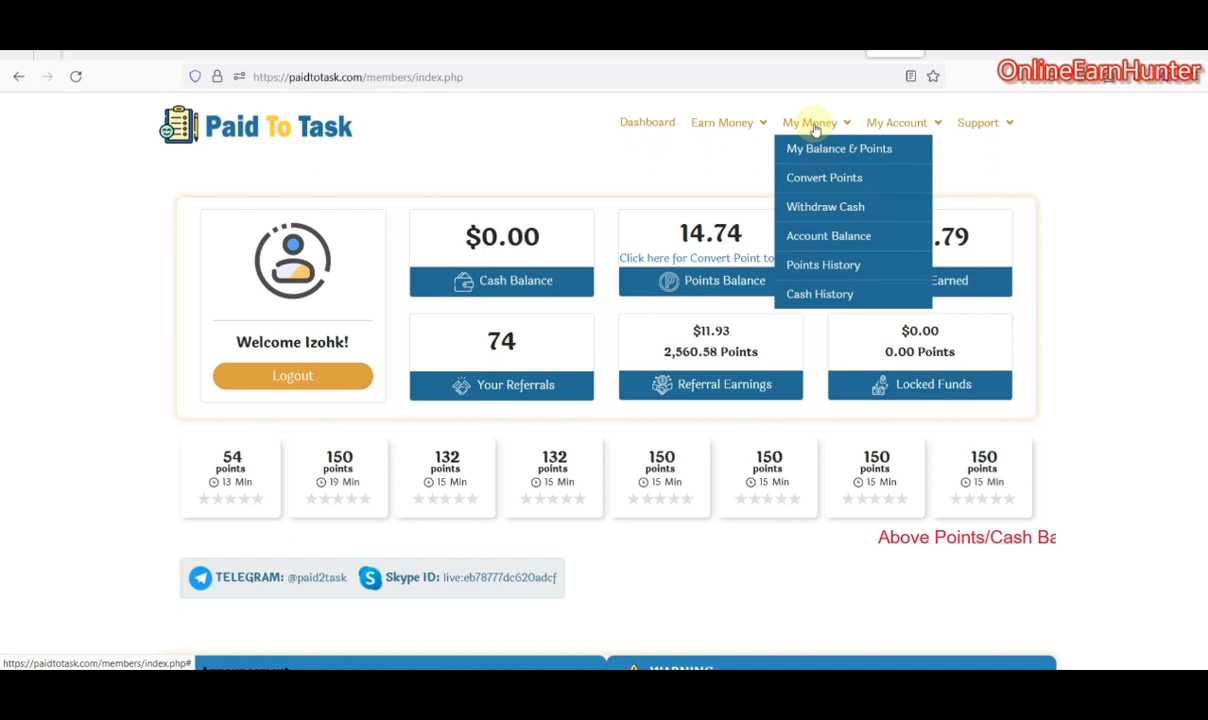 https://paidtotask.com/members/index.php
OnlineEarnHunter
Paid To Task
Dashboard
Earn Money
My Money
My Account
Support
My Balance & Points
Convert Points
Withdraw Cash
Account Balance
Points History
Cash History
Welcome Izohk!
Logout
$0.00
Cash Balance
14.74
Click here for Convert Point to
Points Balance
.79
Earned
74
Your Referrals
$11.93
2,560.58 Points
Referral Earnings
$0.00
0.00 Points
Locked Funds
54
points
13 Min
150
points
19 Min
132
points
15 Min
132
points
15 Min
150
points
15 Min
150
points
15 Min
150
points
15 Min
150
points
15 Min
Above Points/Cash Ba
TELEGRAM: @paid2task
Skype ID: live:eb78777dc620adcf
https://paidtotask.com/members/index.php#
Announcement
WARNING